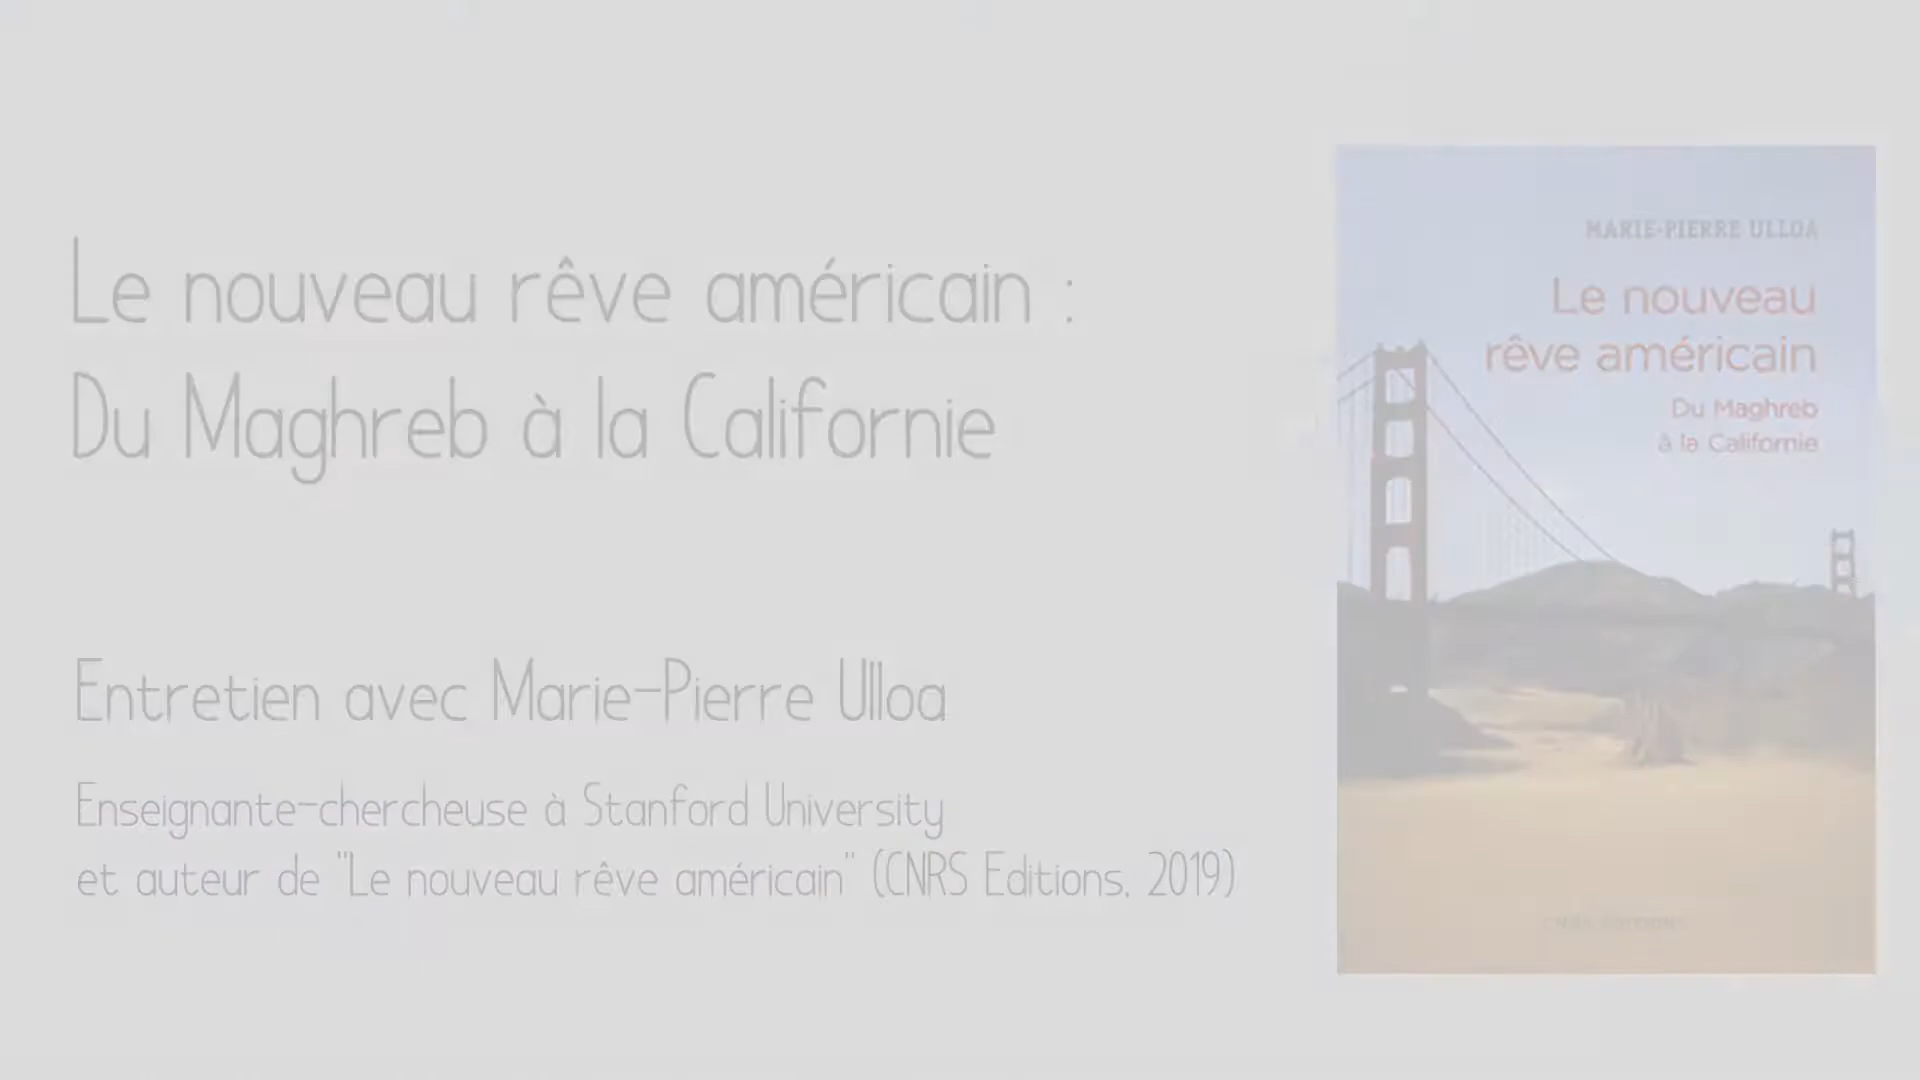 Le nouveau rêve américain :
Du Maghreb à la Californie
Entretien avec Marie-Pierre Ulloa
Enseignante-chercheuse à Stanford University
et auteur de "Le nouveau rêve américain" (CNRS Editions, 2019)
MARIE-PIERRE ULLOA
Le nouveau
rêve américain
Du Maghreb
à la Californie
CNRS EDITIONS